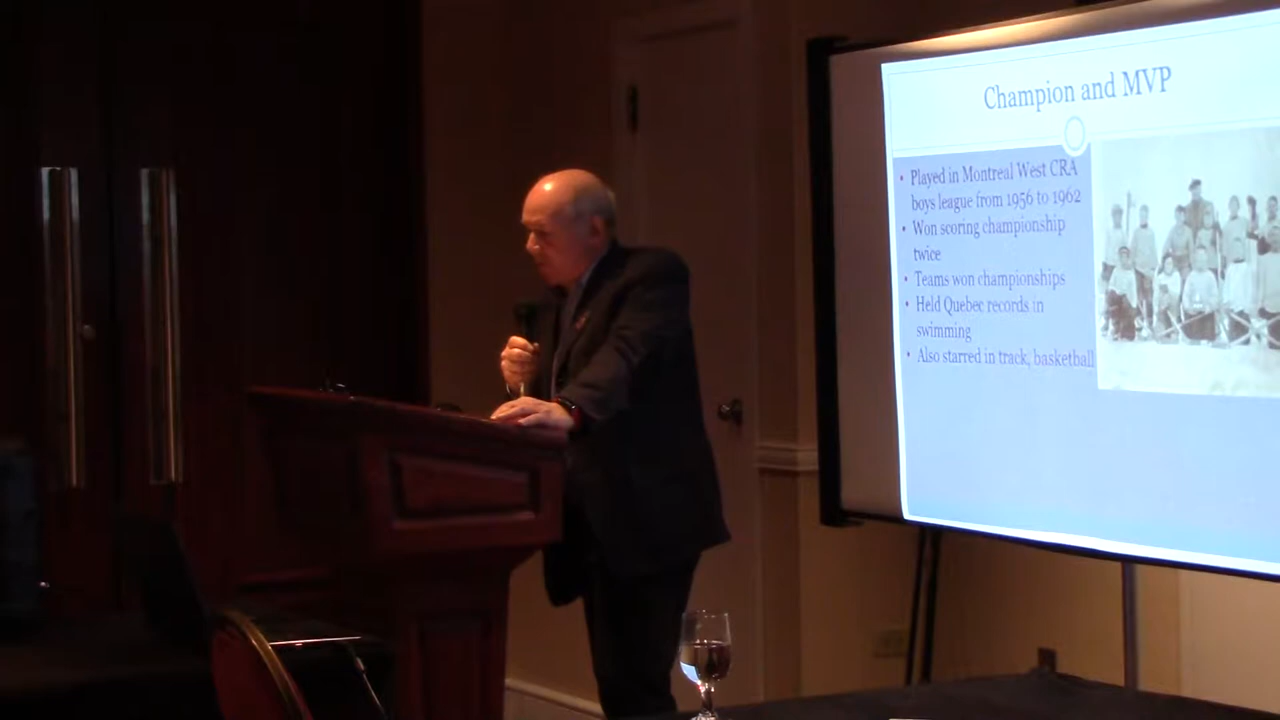 Champion and MVP
• Played in Montreal West CRA
boys league from 1956 to 1962
• Won scoring championship
twice
• Teams won championships
• Held Quebec records in
swimming
• Also starred in track, basketball